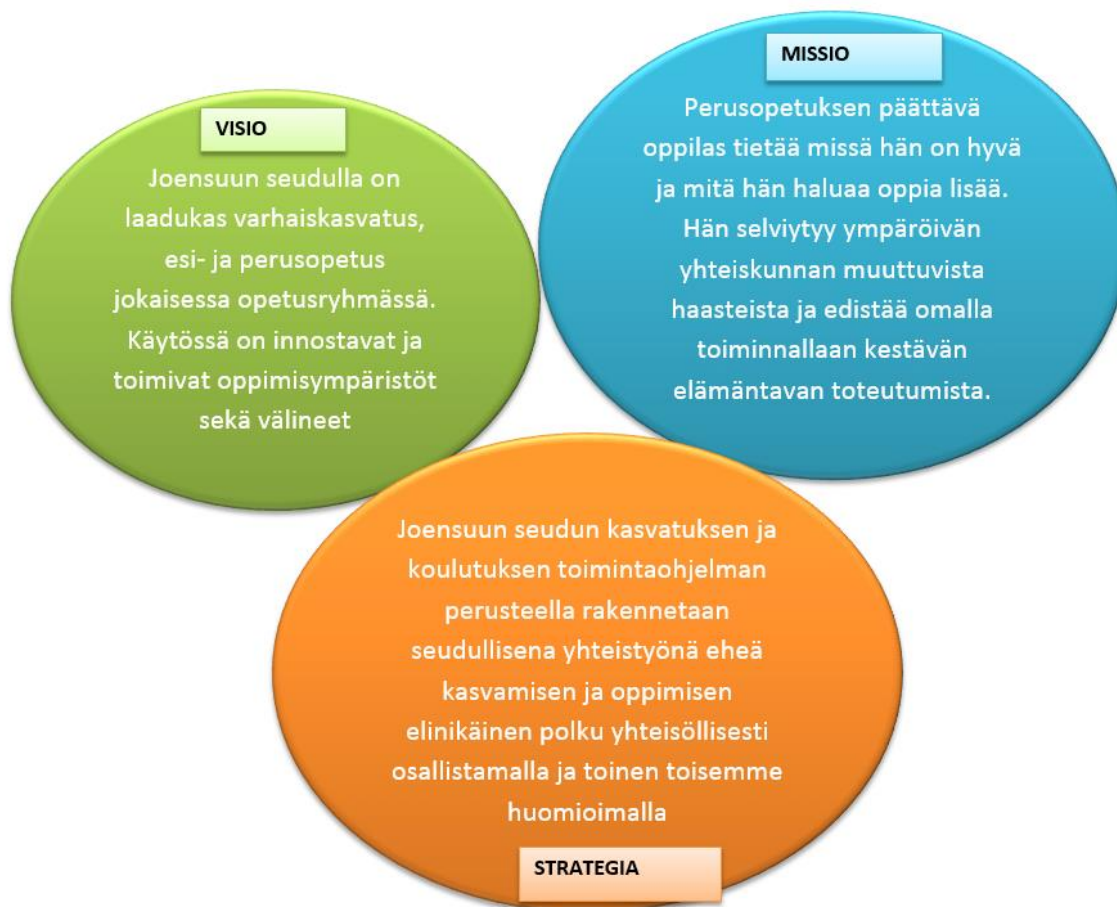 VISIO
Joensuun seudulla on
laadukas varhaiskasvatus,
esi- ja perusopetus
jokaisessa opetusryhmässä.
Käytössä on innostavat ja
toimivat oppimisympäristöt
sekä välineet
MISSIO
Perusopetuksen päättävä
oppilas tietää missä hän on hyvä
ja mitä hän haluaa oppia lisää.
Hän selviytyy ympäröivän
yhteiskunnan muuttuvista
haasteista ja edistää omalla
toiminnallaan kestävän
elämäntavan toteutumista.
Joensuun seudun kasvatuksen ja
koulutuksen toimintaohjelman
perusteella rakennetaan
seudullisena yhteistyönä eheä
kasvamisen ja oppimisen
elinikäinen polku yhteisöllisesti
osallistamalla ja toinen toisemme
huomioimalla
STRATEGIA